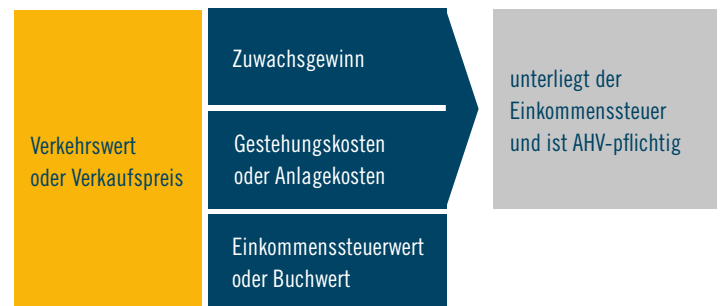 Verkehrswert
oder Verkaufspreis
Zuwachsgewinn
Gestehungskosten
oder Anlagekosten
Einkommenssteuerwert
oder Buchwert
unterliegt der
Einkommenssteuer
und ist AHV-pflichtig